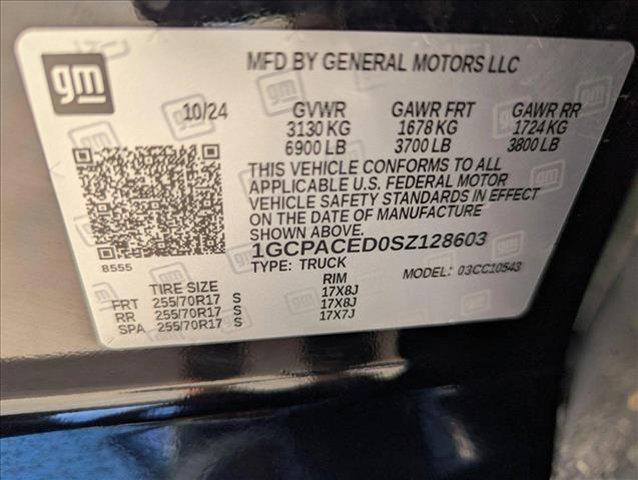 gm
MFD BY GENERAL MOTORS LLC
10/24 GVWR GAWR FRT GAWR RR
3130 KG 1678 KG 1724 KG
6900 LB 3700 LB 3800 LB
THIS VEHICLE CONFORMS TO ALL
APPLICABLE U.S. FEDERAL MOTOR
VEHICLE SAFETY STANDARDS IN EFFECT
ON THE DATE OF MANUFACTURE
SHOWN ABOVE.
8555
1GCPACED0SZ128603
TYPE: TRUCK MODEL: 03CC10543
TIRE SIZE RIM
FRT 255/70R17 S 17X8J
RR 255/70R17 S 17X8J
SPA 255/70R17 S 17X7J